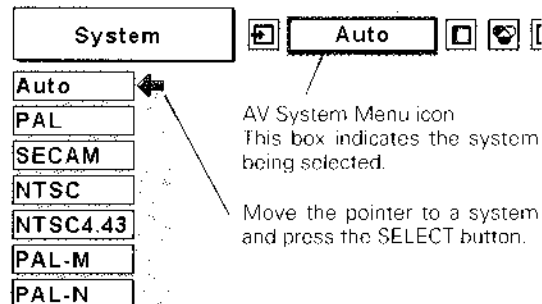 System
Auto
Auto
PAL
SECAM
NTSC
NTSC4.43
PAL-M
PAL-N
AV System Menu icon
This box indicates the system
being selected.
Move the pointer to a system
and press the SELECT button.